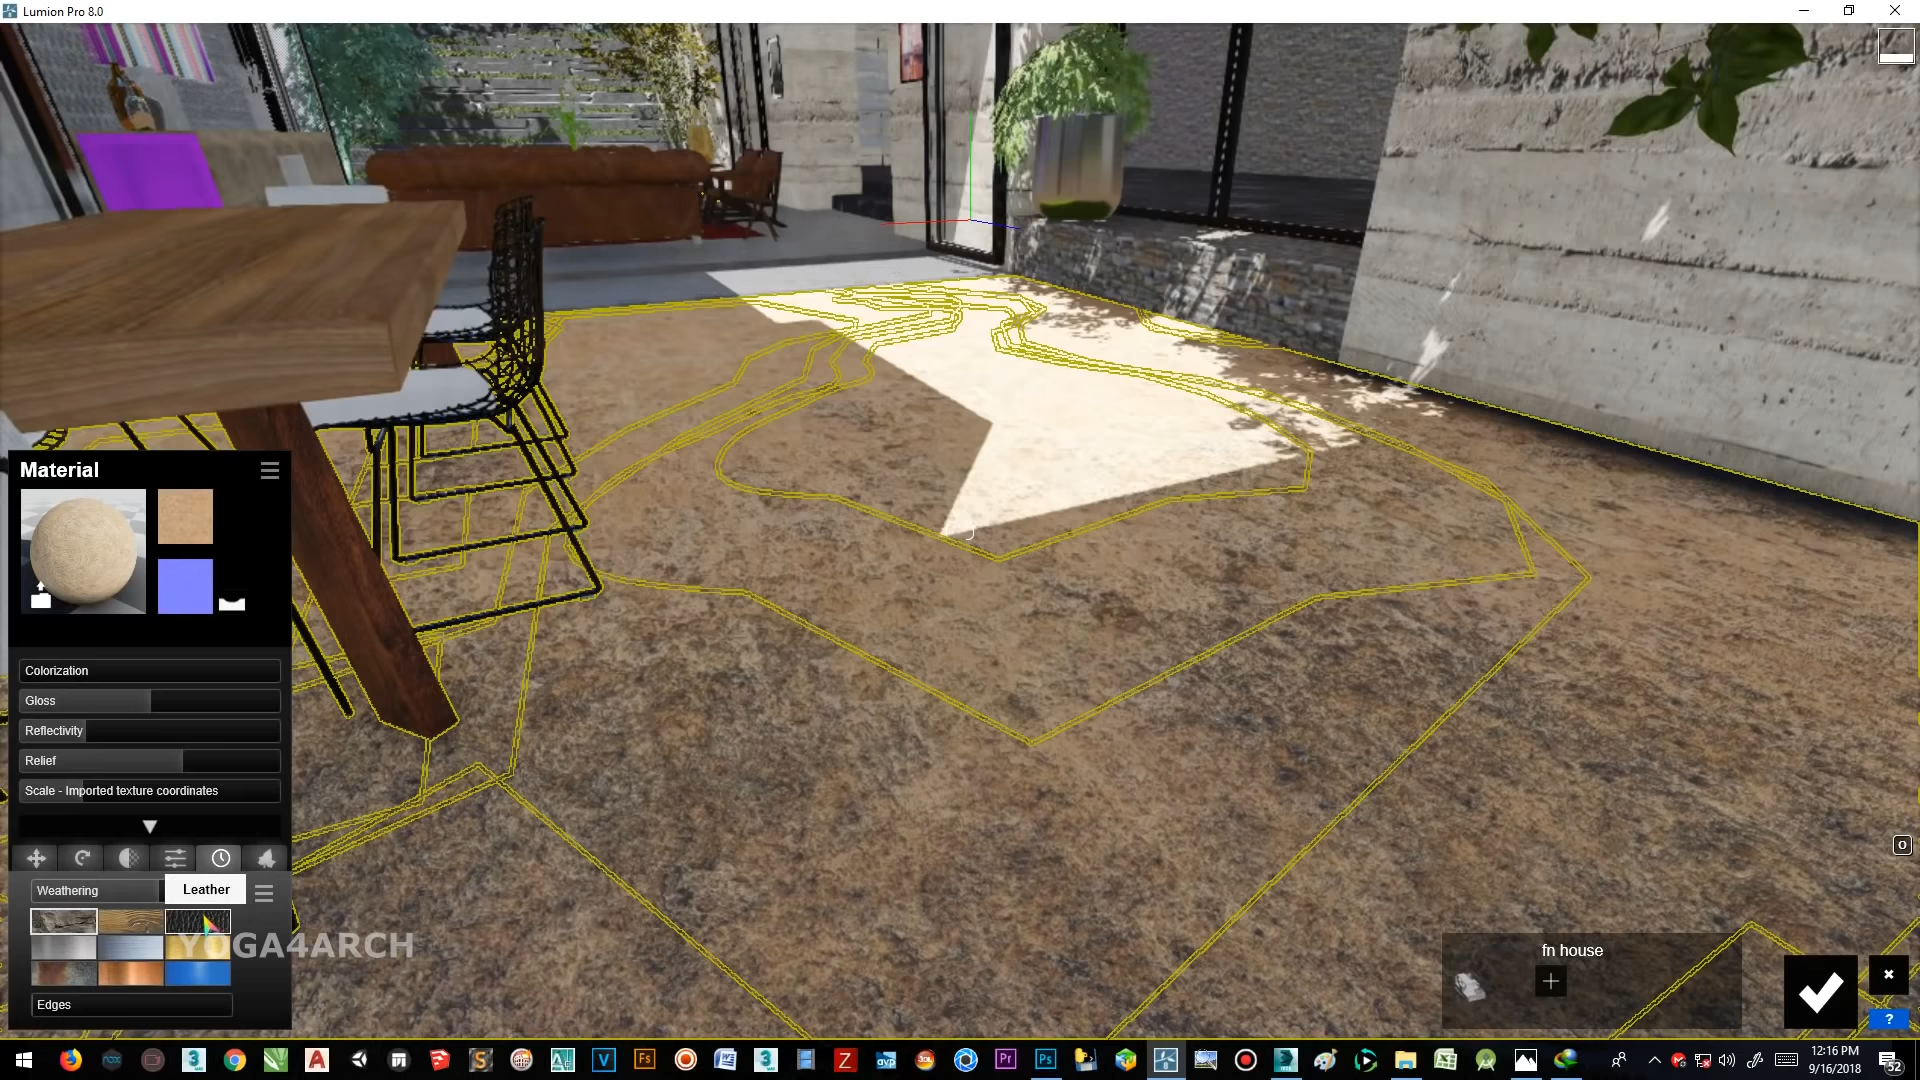 Lumion Pro 8.0
Material
Colorization
Gloss
Reflectivity
Relief
Scale - Imported texture coordinates
Weathering
Leather
YOGA4ARCH
Edges
fn house
O
?
12:16 PM
9/16/2018
52